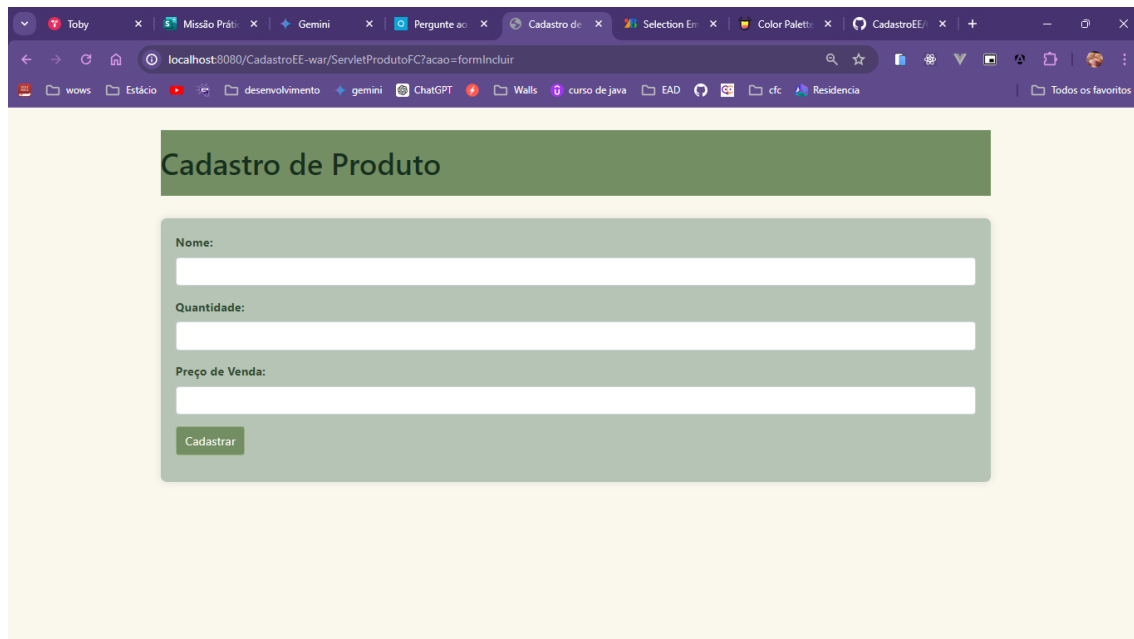 Toby
Missão Práti
Gemini
Pergunte ao
Cadastro de
Selection Em
Color Palette
CadastroEE/
localhost:8080/CadastroEE-war/ServletProdutoFC?acao=formIncluir
wows Estácio desenvolvimento gemini ChatGPT Walls curso de java EAD cfc Residencia Todos os favoritos
Cadastro de Produto
Nome:
Quantidade:
Preço de Venda:
Cadastrar